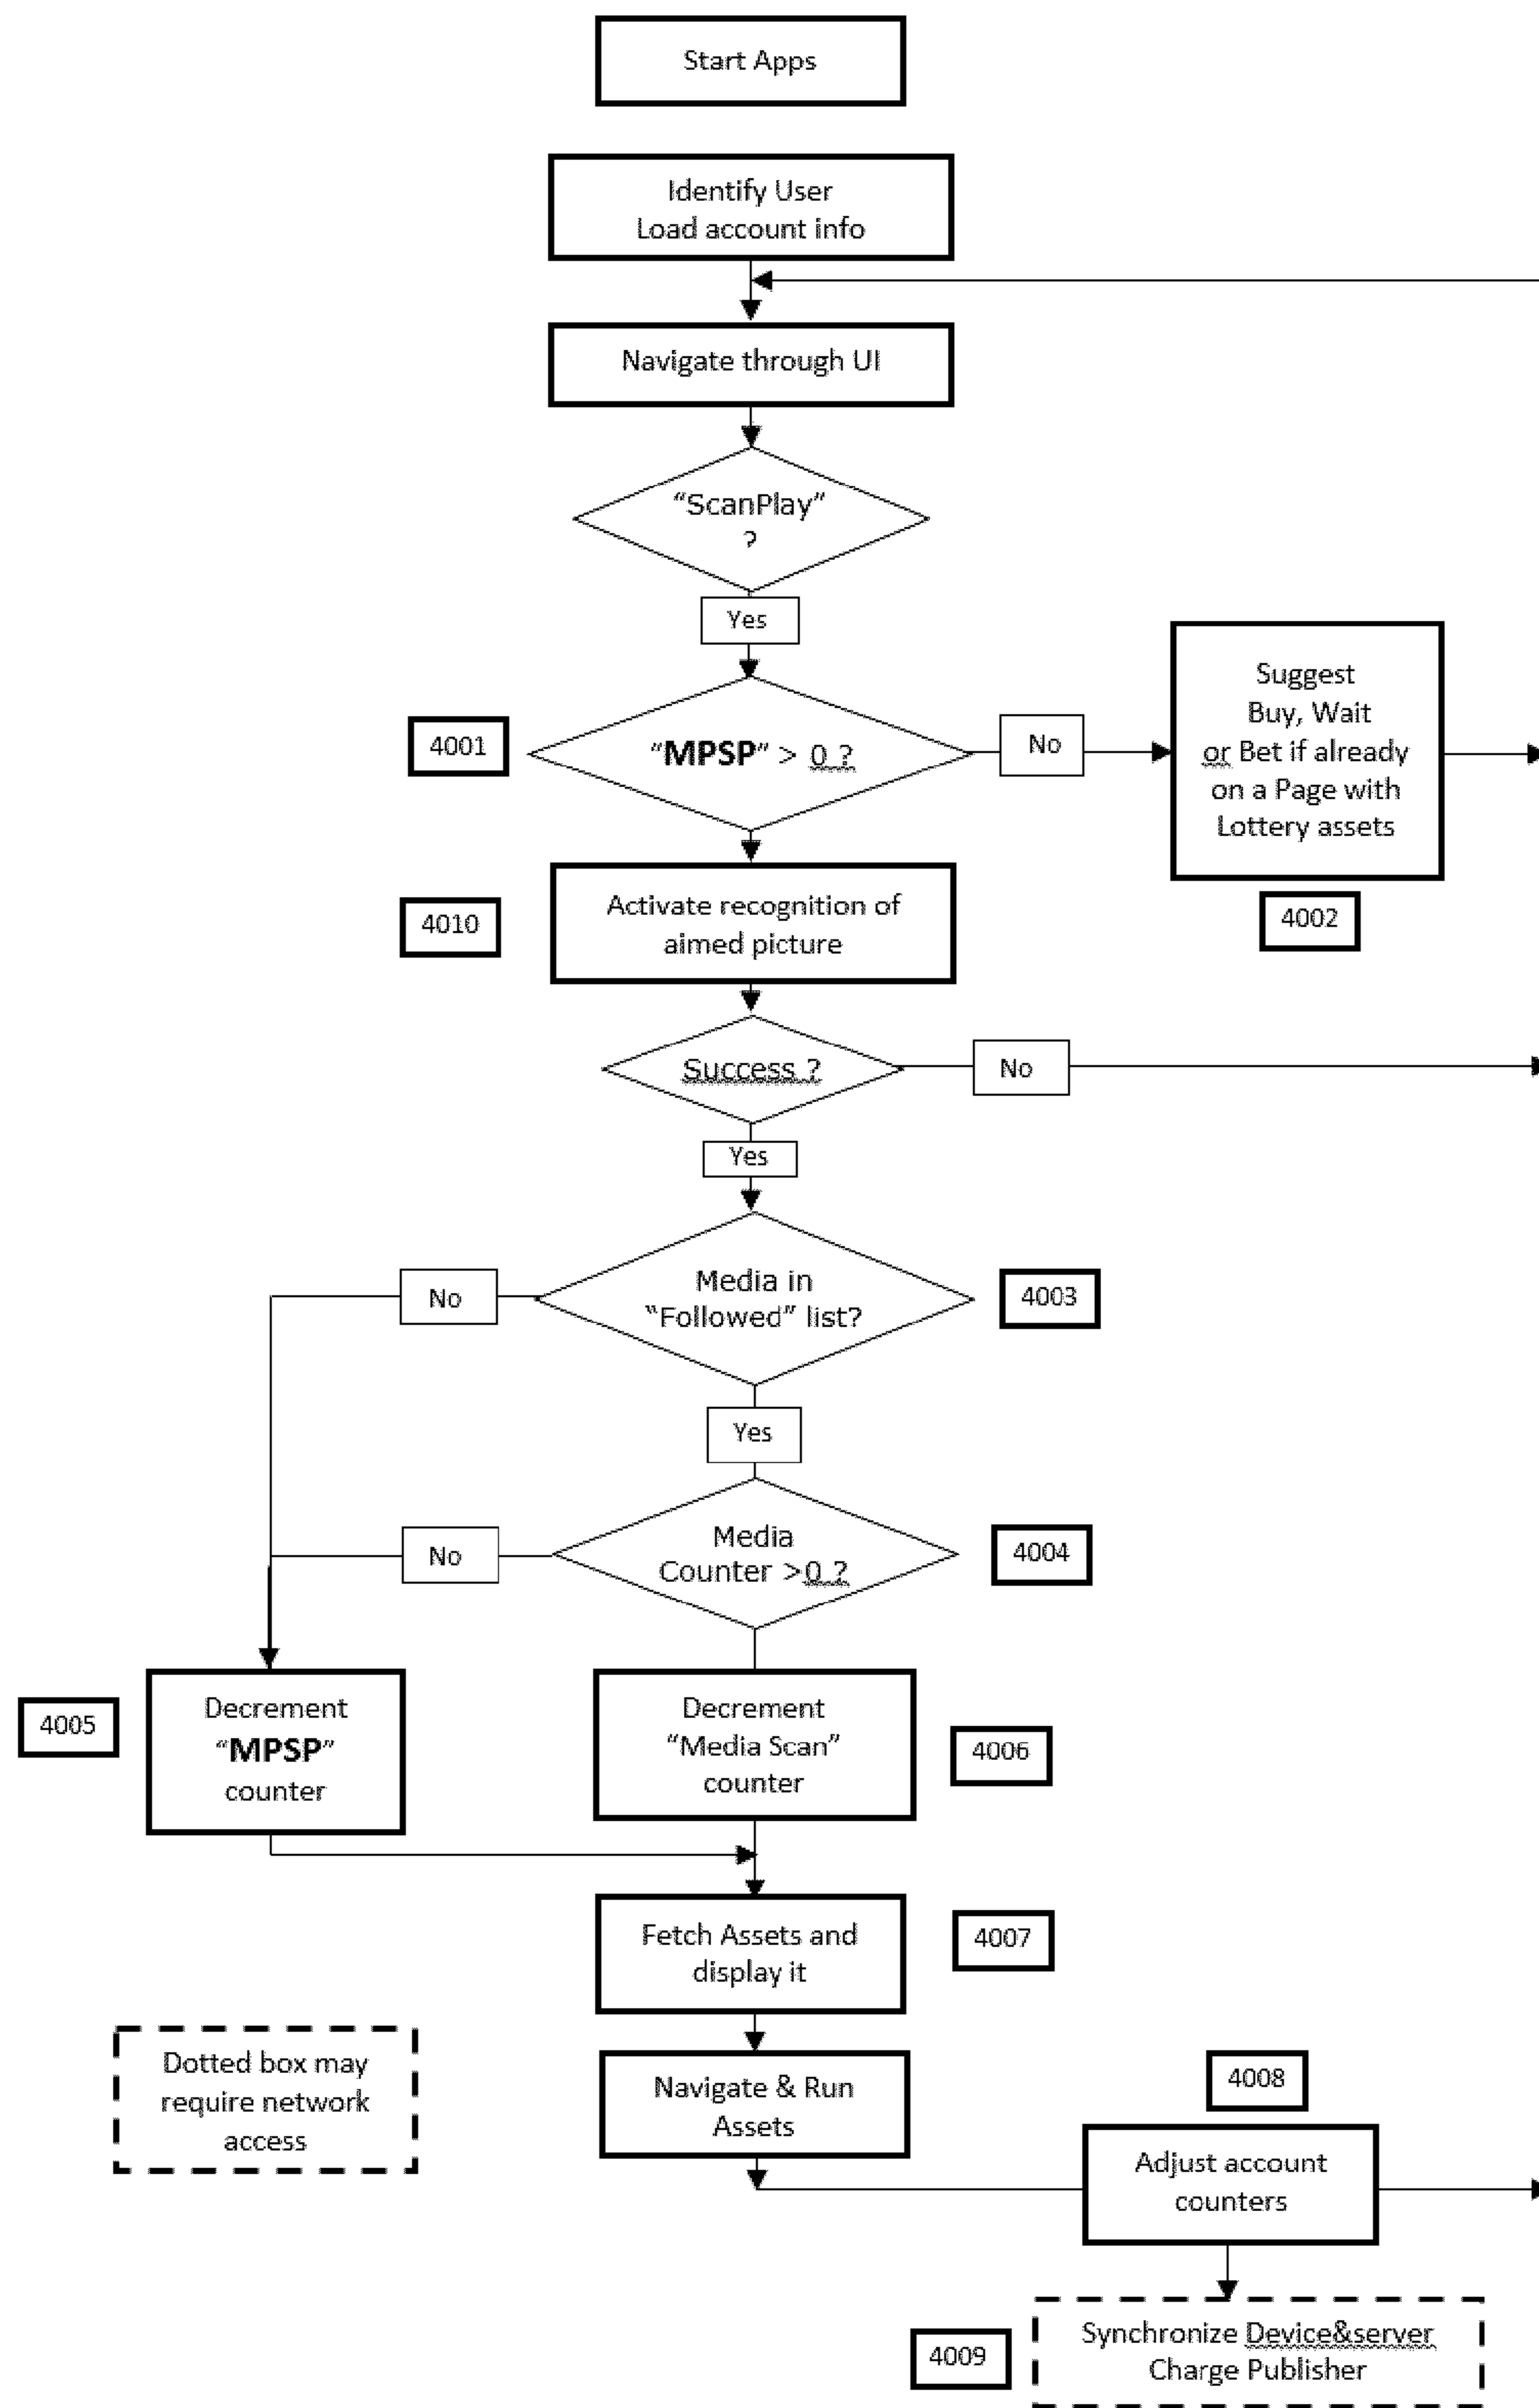 Start Apps
Identify User
Load account info
Navigate through UI
“ScanPlay”
?
Yes
4001
“MPSP” > 0 ?
No
Suggest
Buy, Wait
or Bet if already
on a Page with
Lottery assets
4002
4010
Activate recognition of
aimed picture
Success ?
No
Yes
No
Media in
“Followed” list?
4003
Yes
No
Media
Counter >0 ?
4004
4005
Decrement
“MPSP”
counter
Decrement
“Media Scan”
counter
4006
Fetch Assets and
display it
4007
Dotted box may
require network
access
Navigate & Run
Assets
4008
Adjust account
counters
4009
Synchronize Device&server
Charge Publisher